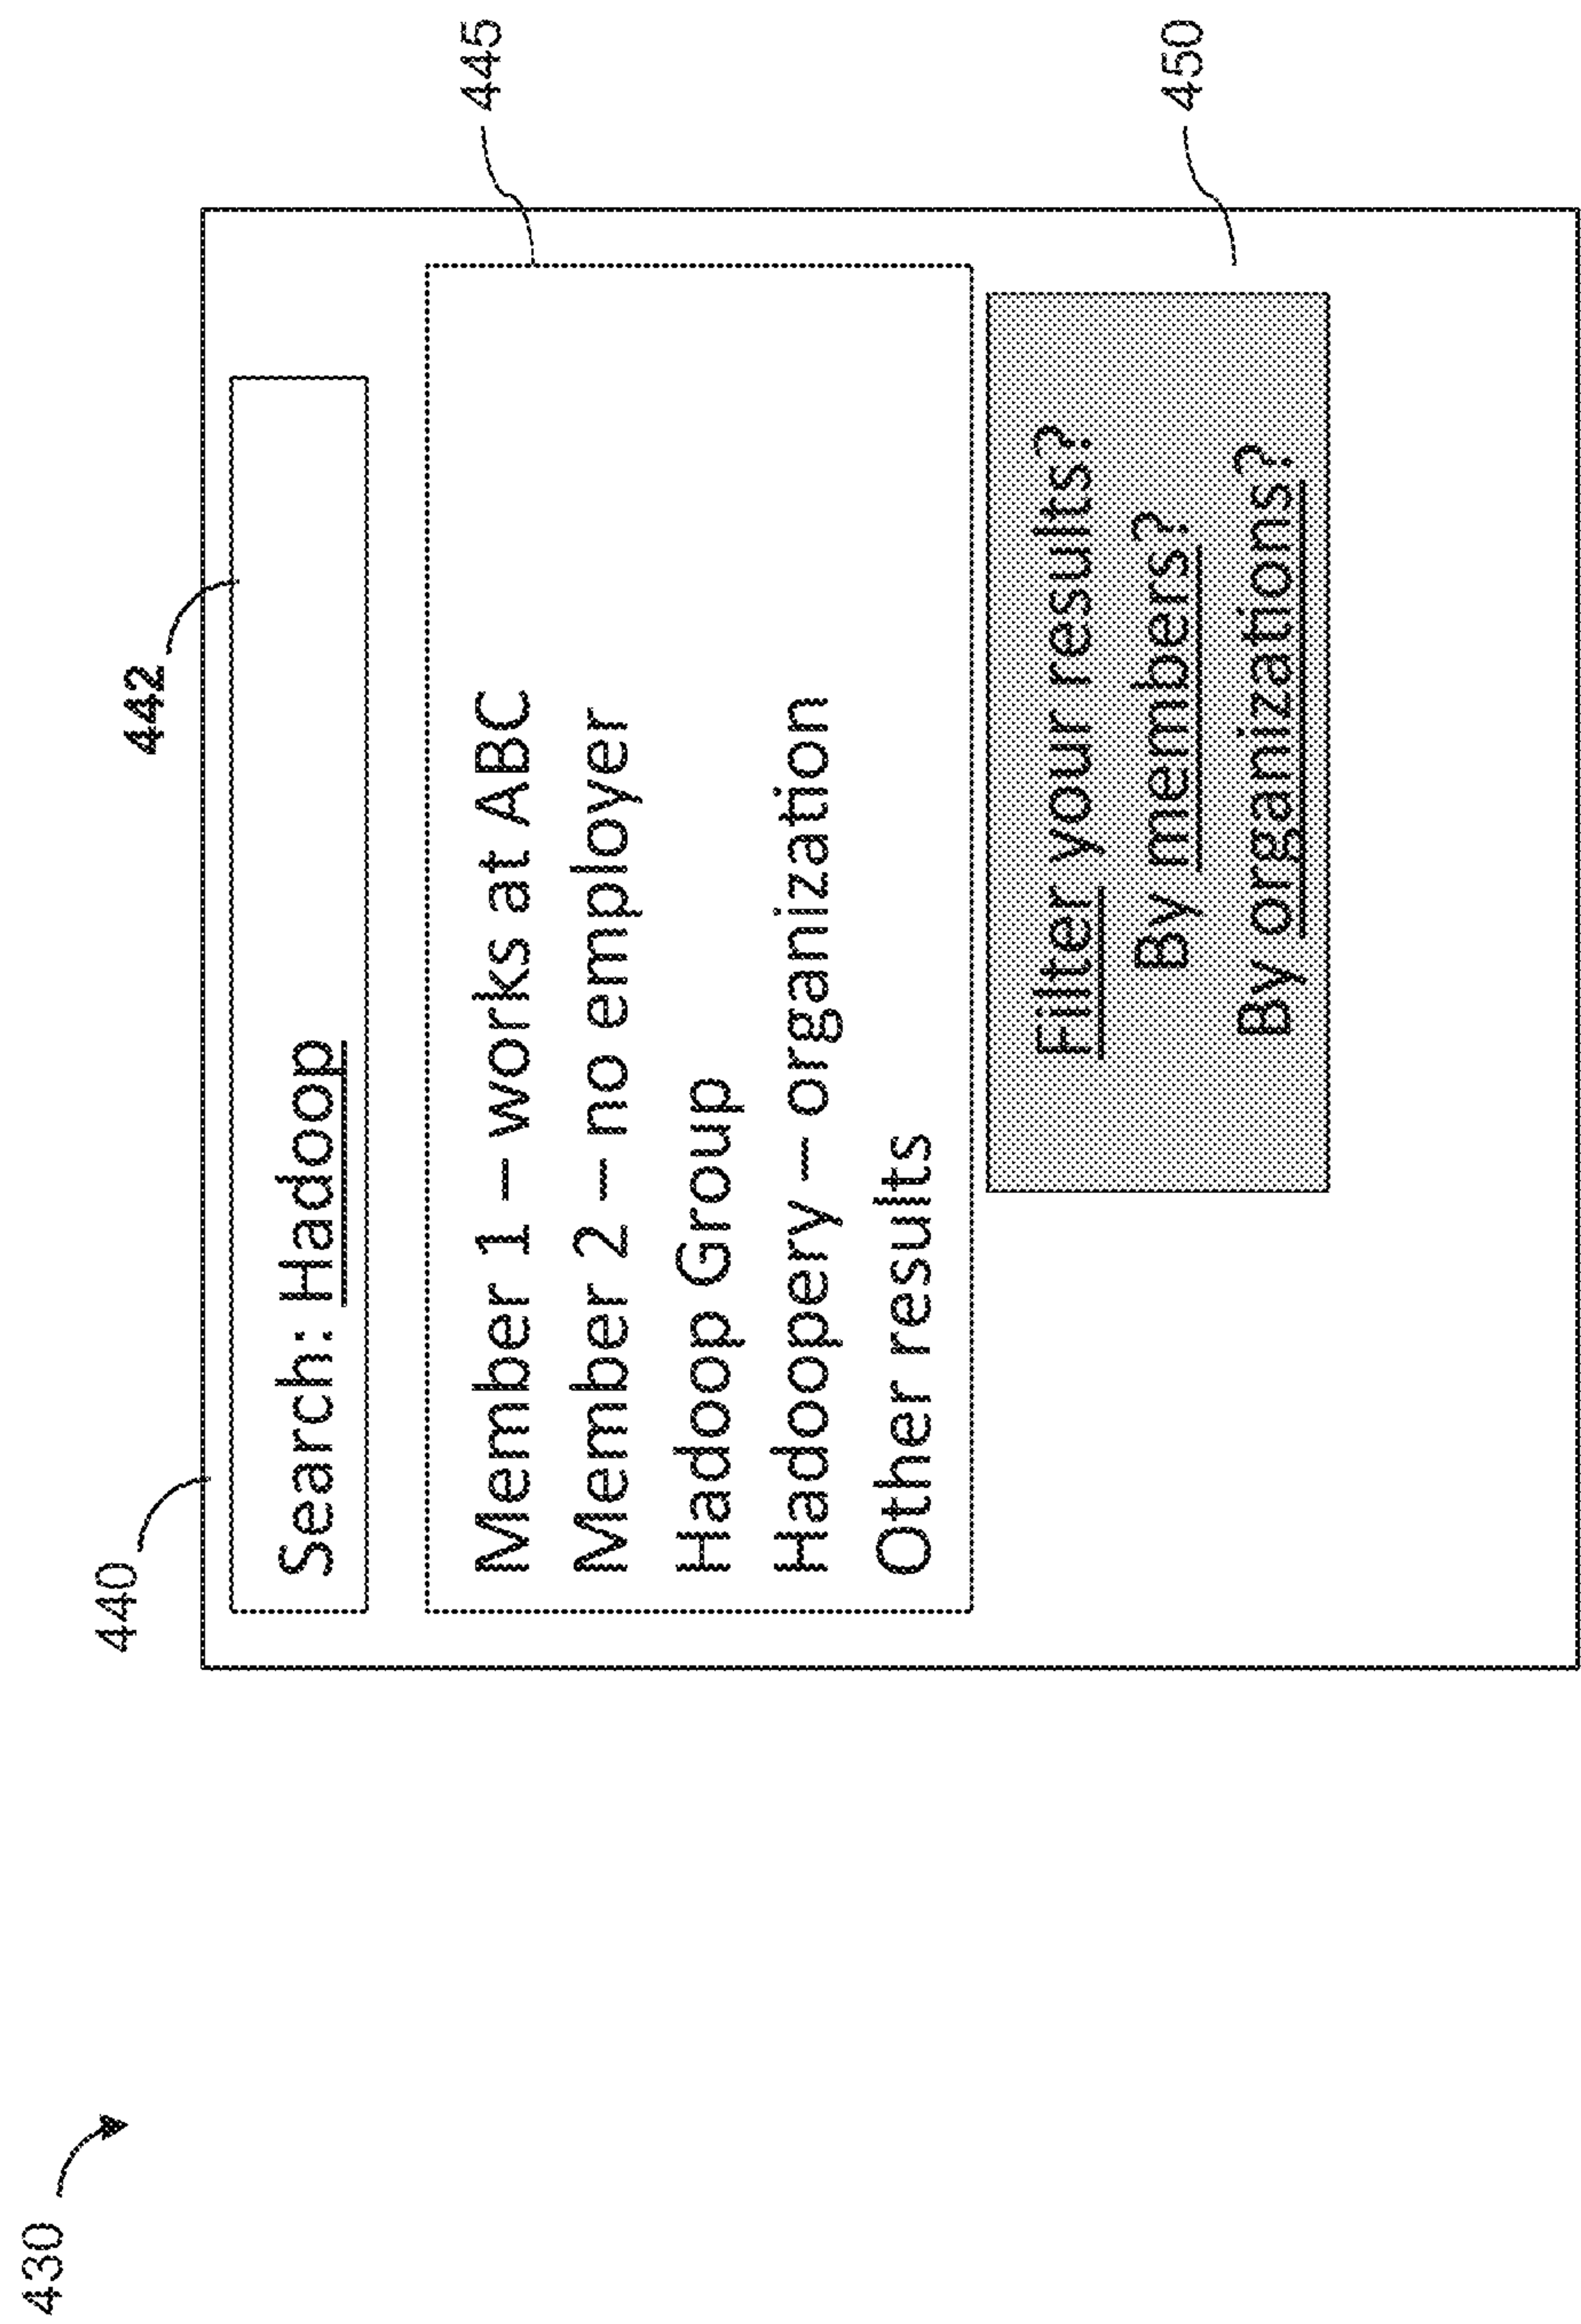 430
440
442
Search: Hadoop
445
Member 1 – works at ABC
Member 2 – no employer
Hadoop Group
Hadoopery – organization
Other results
450
Filter your results?
By members?
By organizations?